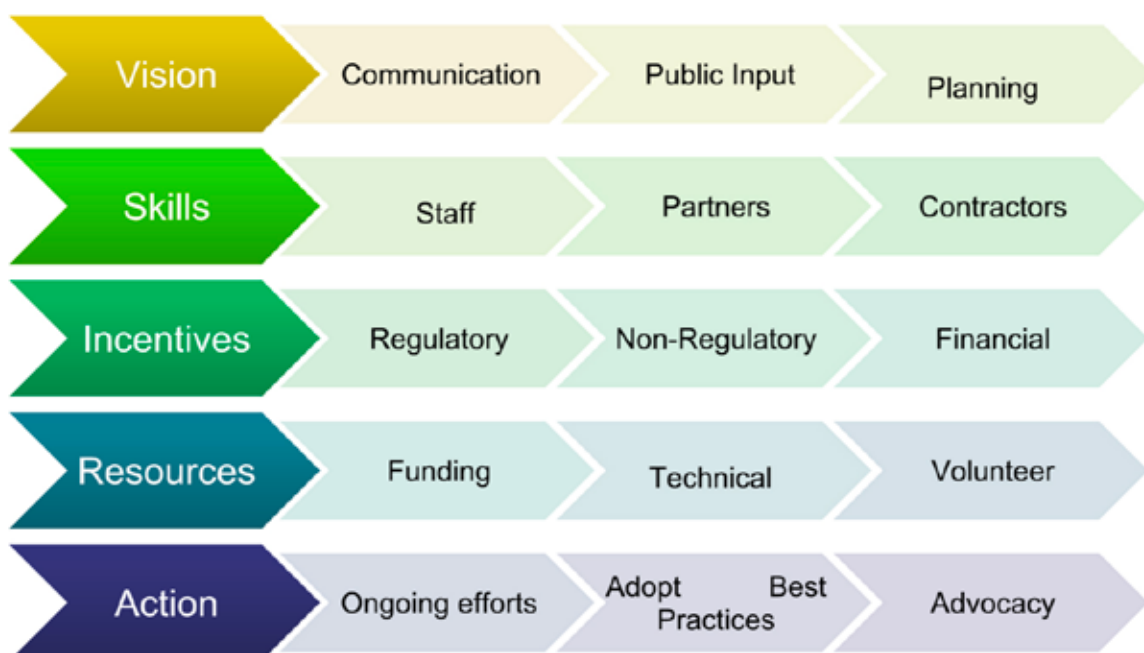 Vision
Communication
Public Input
Planning
Skills
Staff
Partners
Contractors
Incentives
Regulatory
Non-Regulatory
Financial
Resources
Funding
Technical
Volunteer
Action
Ongoing efforts
Adopt Best
Practices
Advocacy